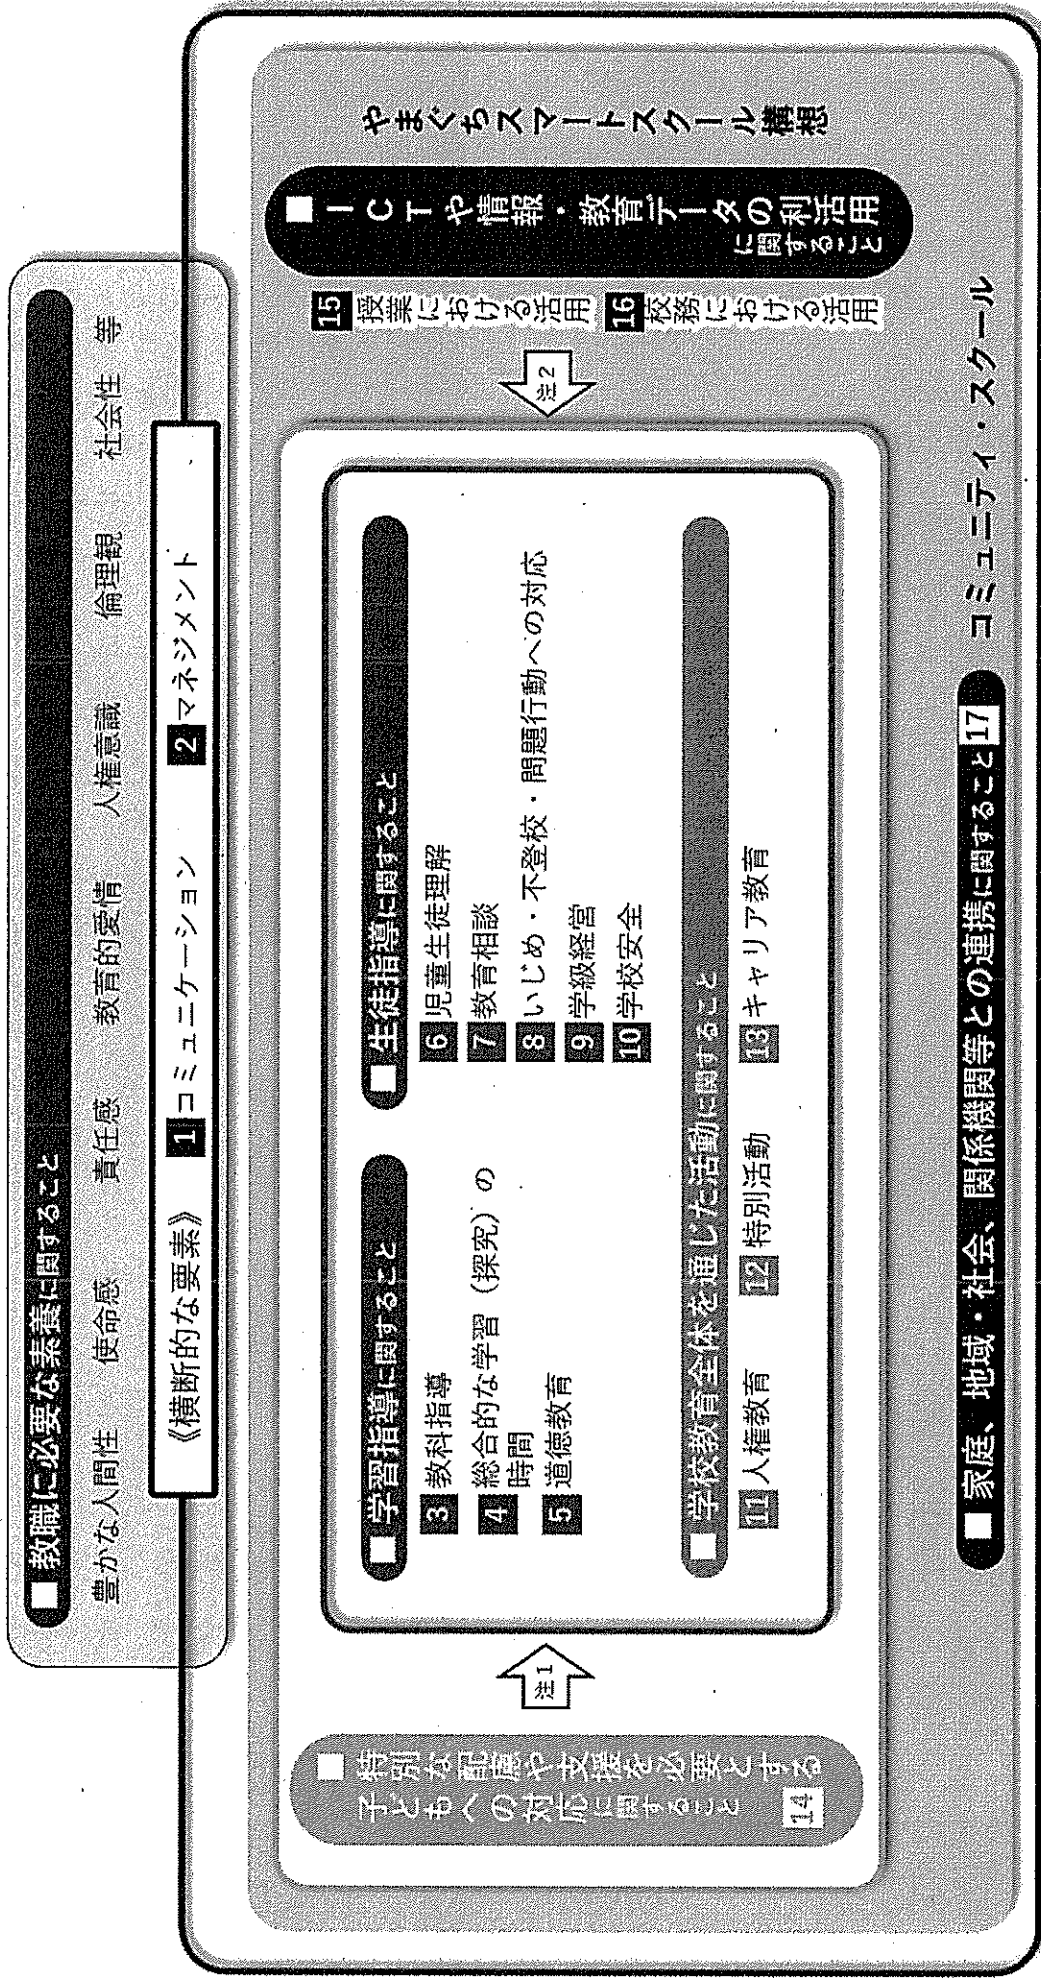 ■ 教職に必要な素養に関すること
豊かな人間性　使命感　責任感　教育的愛情　人権意識　倫理観　社会性　等
《横断的な要素》　1 コミュニケーション　2 マネジメント
■ 特別な配慮や支援を必要とする
子どもへの対応に関すること
14
注1
■ 学習指導に関すること
3 教科指導
4 総合的な学習（探究）の
時間
5 道徳教育
■ 生徒指導に関すること
6 児童生徒理解
7 教育相談
8 いじめ・不登校・問題行動への対応
9 学級経営
10 学校安全
■ 学校教育全体を通じた活動に関すること
11 人権教育　12 特別活動　13 キャリア教育
注2
15 授業における活用
16 校務における活用
■ ICTや情報・教育データの利活用
に関すること
やまぐちスマートスクール構想
■ 家庭、地域・社会、関係機関等との連携に関すること 17　コミュニティ・スクール